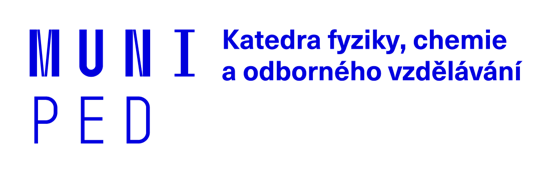 MUNI
PED
Katedra fyziky, chemie
a odborného vzdělávání